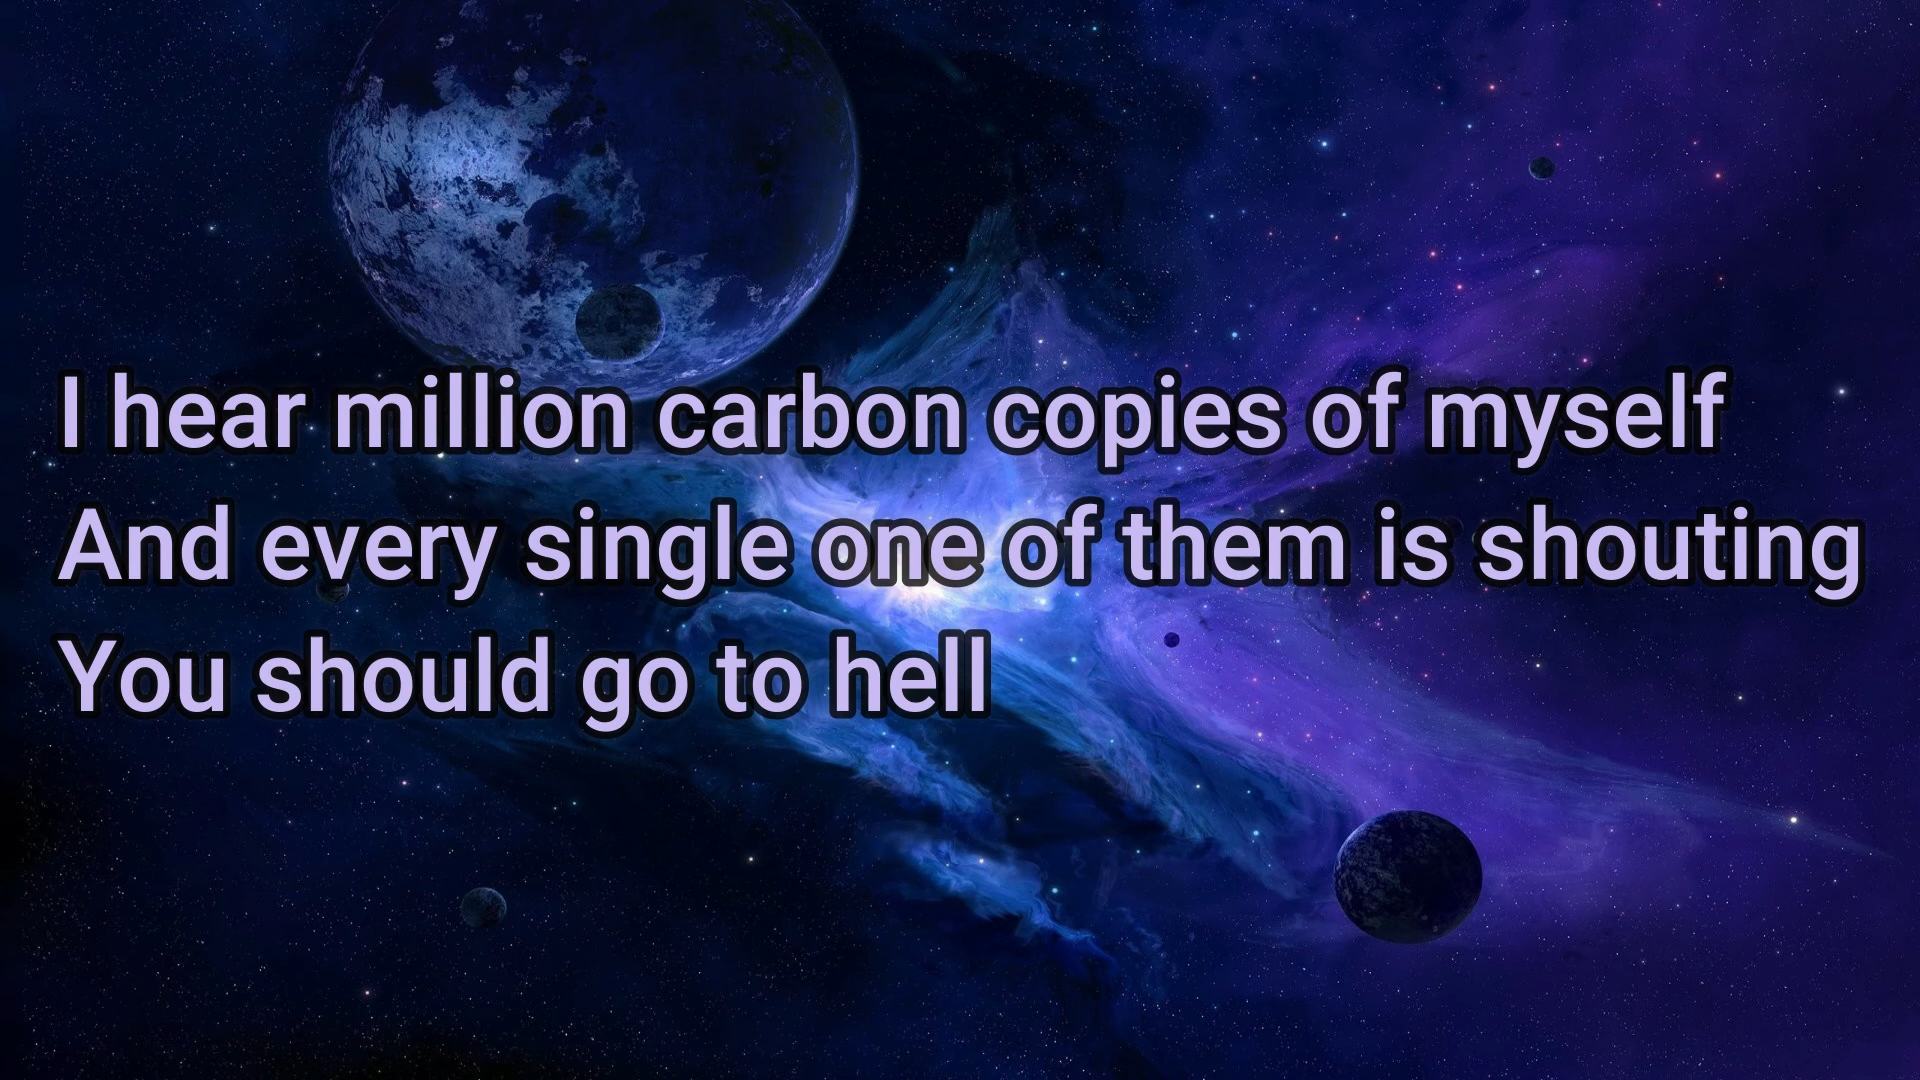 I hear million carbon copies of myself
And every single one of them is shouting
You should go to hell